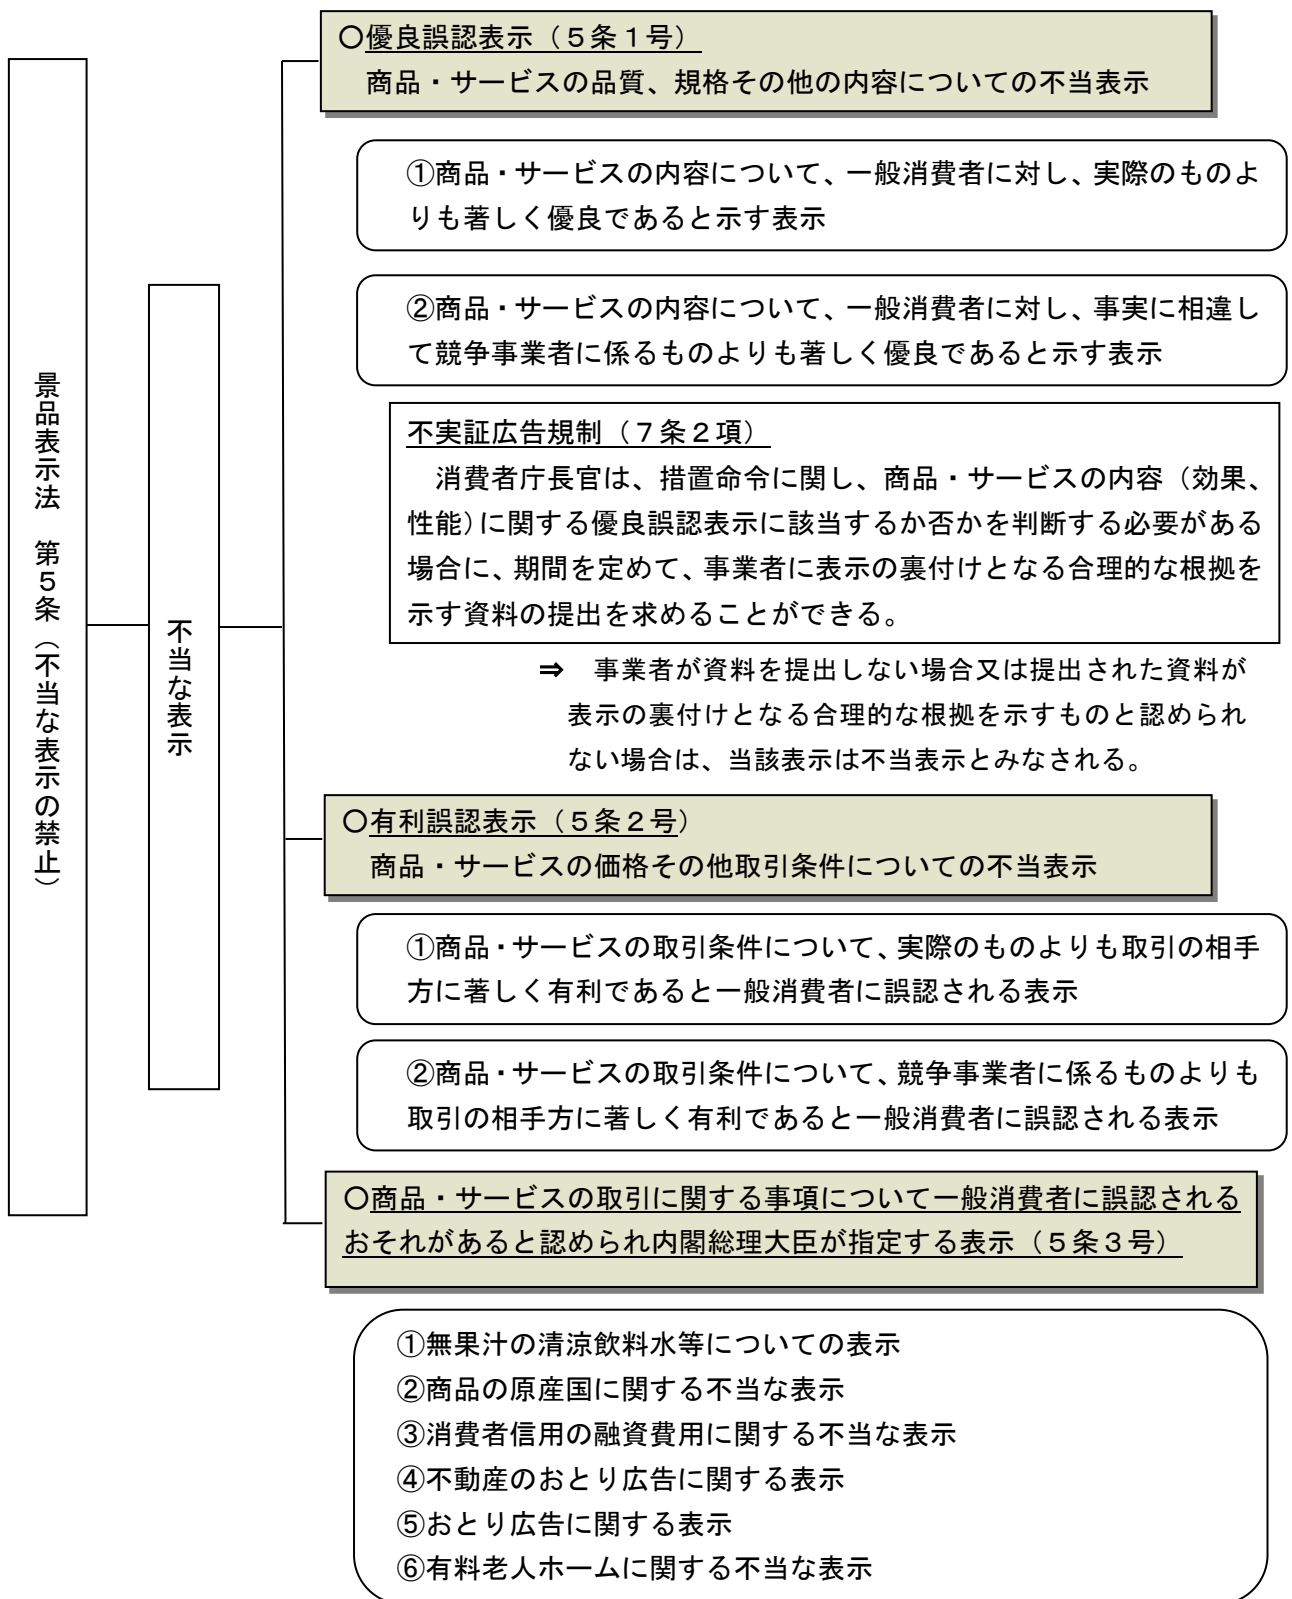 景品表示法　第５条（不当な表示の禁止）
不当な表示
〇優良誤認表示（５条１号）
商品・サービスの品質、規格その他の内容についての不当表示
①商品・サービスの内容について、一般消費者に対し、実際のものよ
りも著しく優良であると示す表示
②商品・サービスの内容について、一般消費者に対し、事実に相違し
て競争事業者に係るものよりも著しく優良であると示す表示
不実証広告規制（７条２項）
消費者庁長官は、措置命令に関し、商品・サービスの内容（効果、
性能）に関する優良誤認表示に該当するか否かを判断する必要がある
場合に、期間を定めて、事業者に表示の裏付けとなる合理的な根拠を
示す資料の提出を求めることができる。
⇒　事業者が資料を提出しない場合又は提出された資料が
表示の裏付けとなる合理的な根拠を示すものと認められ
ない場合は、当該表示は不当表示とみなされる。
〇有利誤認表示（５条２号）
商品・サービスの価格その他取引条件についての不当表示
①商品・サービスの取引条件について、実際のものよりも取引の相手
方に著しく有利であると一般消費者に誤認される表示
②商品・サービスの取引条件について、競争事業者に係るものよりも
取引の相手方に著しく有利であると一般消費者に誤認される表示
〇商品・サービスの取引に関する事項について一般消費者に誤認される
おそれがあると認められ内閣総理大臣が指定する表示（５条３号）
①無果汁の清涼飲料水等についての表示
②商品の原産国に関する不当な表示
③消費者信用の融資費用に関する不当な表示
④不動産のおとり広告に関する表示
⑤おとり広告に関する表示
⑥有料老人ホームに関する不当な表示